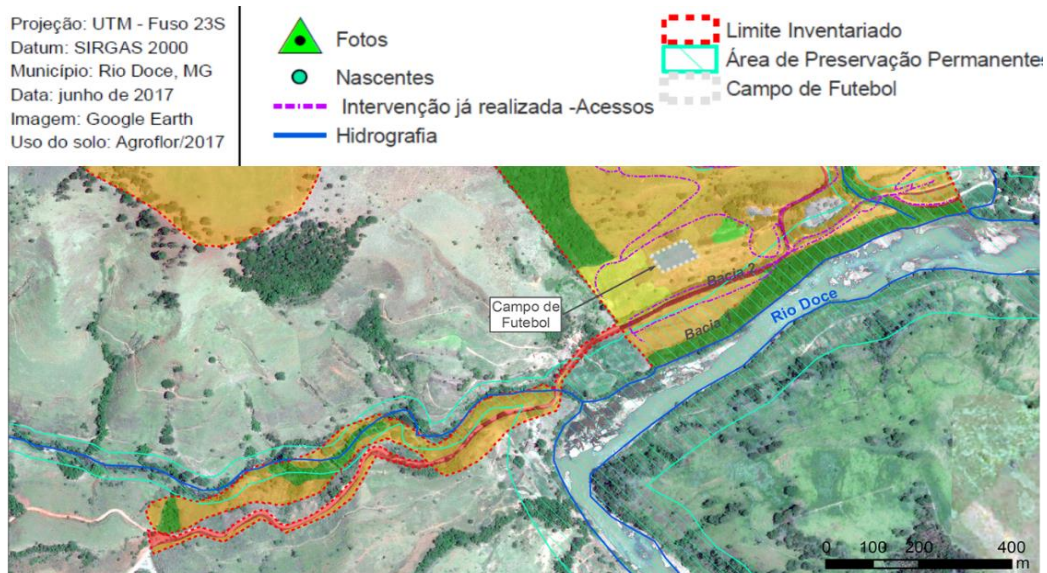 Projeção: UTM - Fuso 23S
Datum: SIRGAS 2000
Município: Rio Doce, MG
Data: junho de 2017
Imagem: Google Earth
Uso do solo: Agroflor/2017
Fotos
Nascentes
Intervenção já realizada -Acessos
Hidrografia
Limite Inventariado
Área de Preservação Permanentes
Campo de Futebol
Bacia 2
Campo de
Futebol
Bacia 1
Rio Doce
0 100 200 400
m